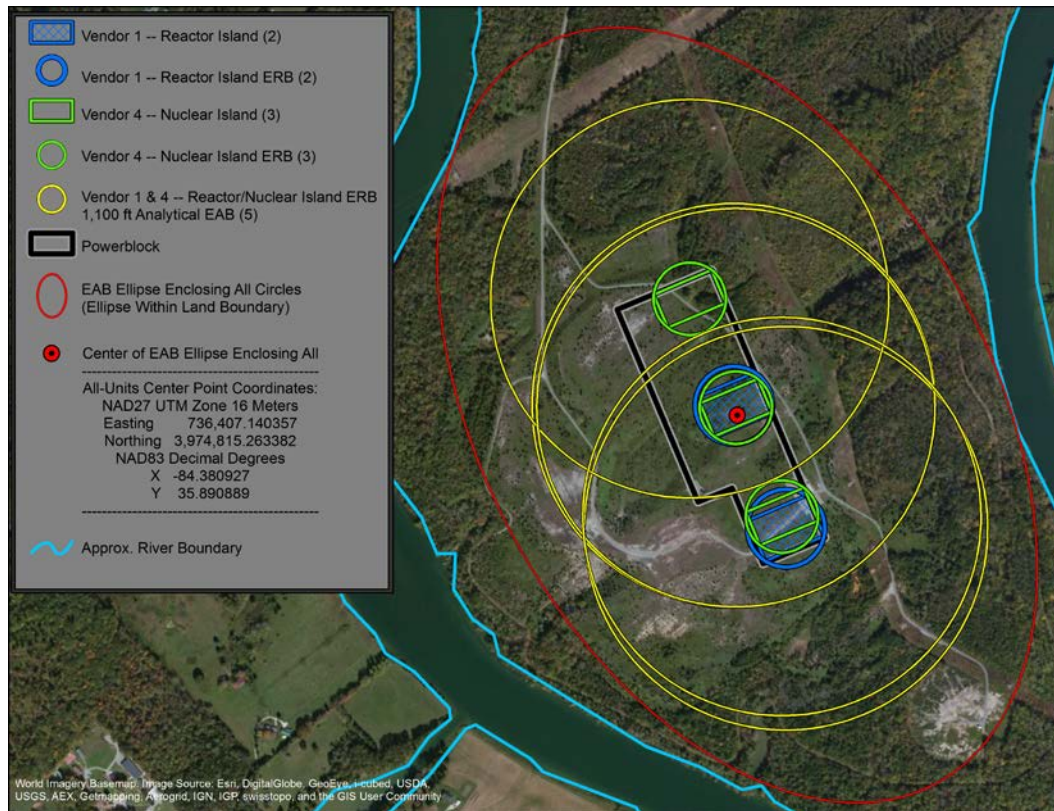 Vendor 1 -- Reactor Island (2)
Vendor 1 -- Reactor Island ERB (2)
Vendor 4 -- Nuclear Island (3)
Vendor 4 -- Nuclear Island ERB (3)
Vendor 1 & 4 -- Reactor/Nuclear Island ERB
1,100 ft Analytical EAB (5)
Powerblock
EAB Ellipse Enclosing All Circles
(Ellipse Within Land Boundary)
Center of EAB Ellipse Enclosing All
----------------------------------------
All-Units Center Point Coordinates:
NAD27 UTM Zone 16 Meters
Easting 736,407.140357
Northing 3,974,815.263382
NAD83 Decimal Degrees
X -84.380927
Y 35.890889
----------------------------------------
Approx. River Boundary
World Imagery Basemap. Image Source: Esri, DigitalGlobe, GeoEye, i-cubed, USDA,
USGS, AEX, Getmapping, Aerogrid, IGN, IGP, swisstopo, and the GIS User Community